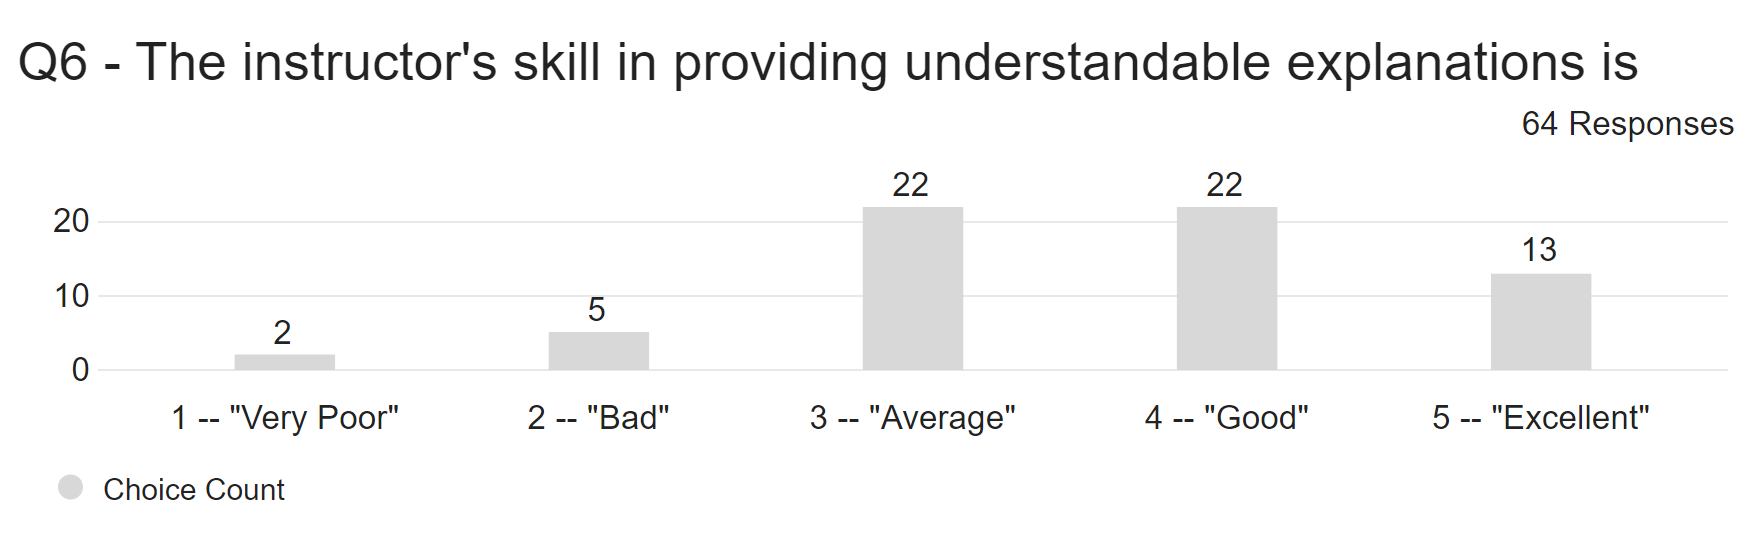 Q6 - The instructor's skill in providing understandable explanations is
64 Responses
22
22
20
13
10
5
2
0
1 -- "Very Poor"
2 -- "Bad"
3 -- "Average"
4 -- "Good"
5 -- "Excellent"
Choice Count